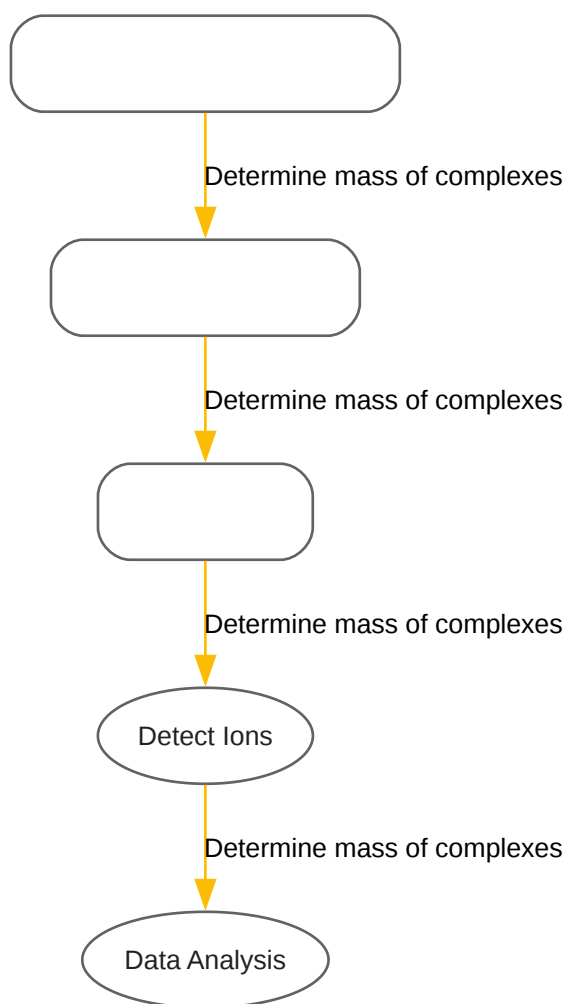 Determine mass of complexes
Determine mass of complexes
Determine mass of complexes
Detect Ions
Determine mass of complexes
Data Analysis